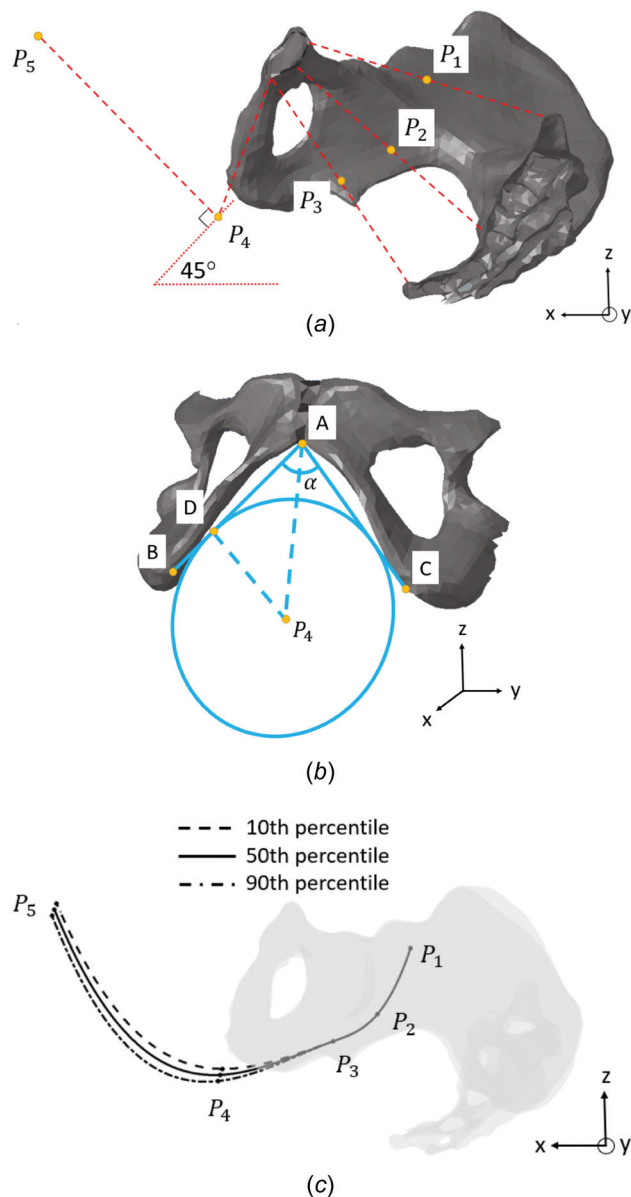 P₅
P₁
P₂
P₃
P₄
45°
z
x
y
(a)
A
α
D
B
C
P₄
z
y
x
(b)
10th percentile
50th percentile
90th percentile
P₅
P₁
P₂
P₃
P₄
z
x
y
(c)